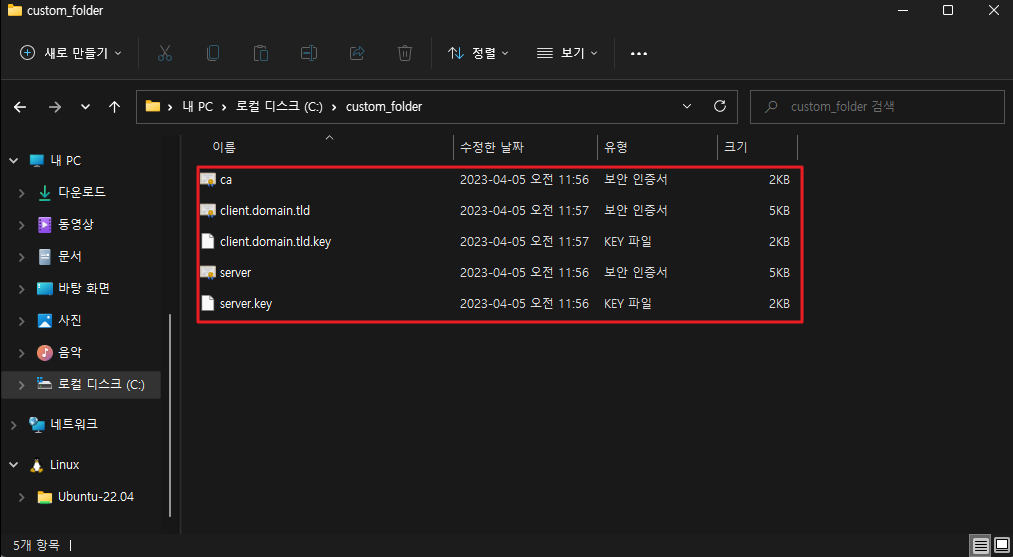 custom_folder
새로 만들기
정렬
보기
내 PC
로컬 디스크 (C:)
custom_folder
custom_folder 검색
이름 수정한 날짜 유형 크기
ca 2023-04-05 오전 11:56 보안 인증서 2KB
client.domain.tld 2023-04-05 오전 11:57 보안 인증서 5KB
client.domain.tld.key 2023-04-05 오전 11:57 KEY 파일 2KB
server 2023-04-05 오전 11:56 보안 인증서 5KB
server.key 2023-04-05 오전 11:56 KEY 파일 2KB
내 PC
다운로드
동영상
문서
바탕 화면
사진
음악
로컬 디스크 (C:)
네트워크
Linux
Ubuntu-22.04
5개 항목